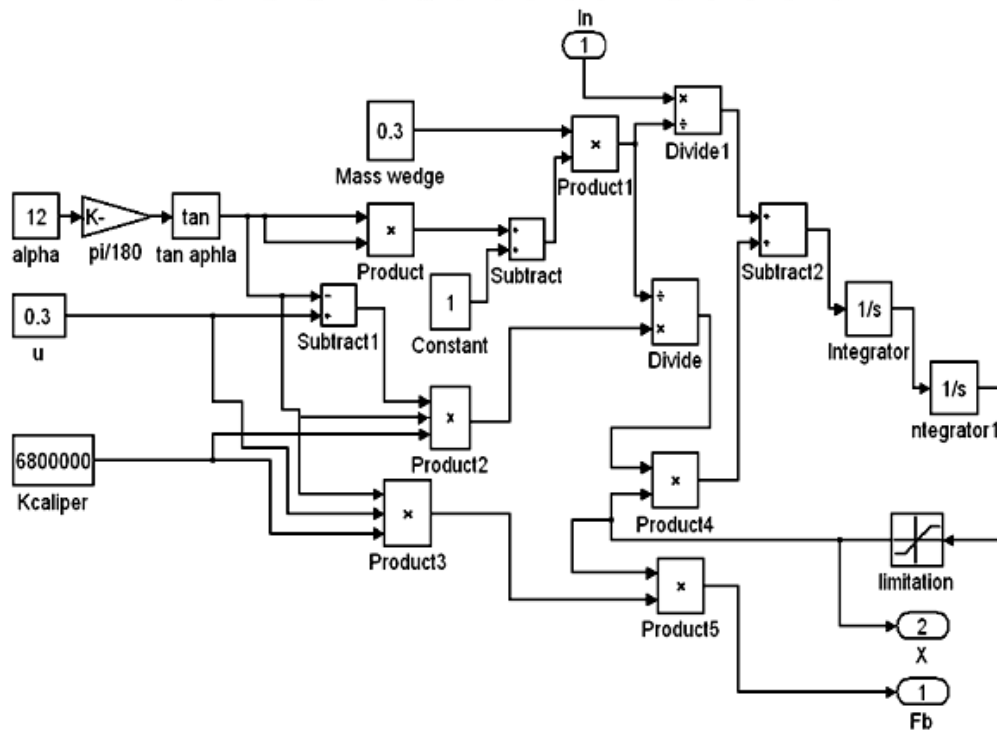 In
1
×
÷
Divide1
0.3
Mass wedge
×
Product1
12
alpha
K-
pi/180
tan
tan aphla
×
Product
+
+
Subtract
+
+
Subtract2
1
Constant
÷
×
Divide
0.3
u
-
+
Subtract1
1/s
Integrator
1/s
ntegrator1
×
Product2
6800000
Kcaliper
×
Product3
×
Product4
limitation
×
Product5
2
X
1
Fb